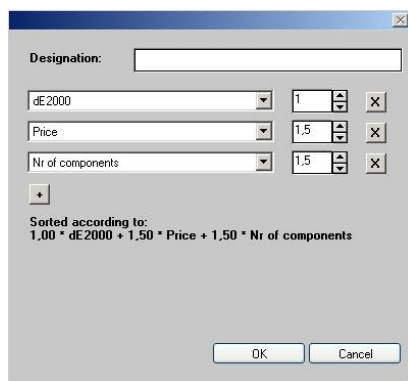 Designation:
dE2000 1 X
Price 1,5 X
Nr of components 1,5 X
+
Sorted according to:
1,00 * dE2000 + 1,50 * Price + 1,50 * Nr of components
OK Cancel